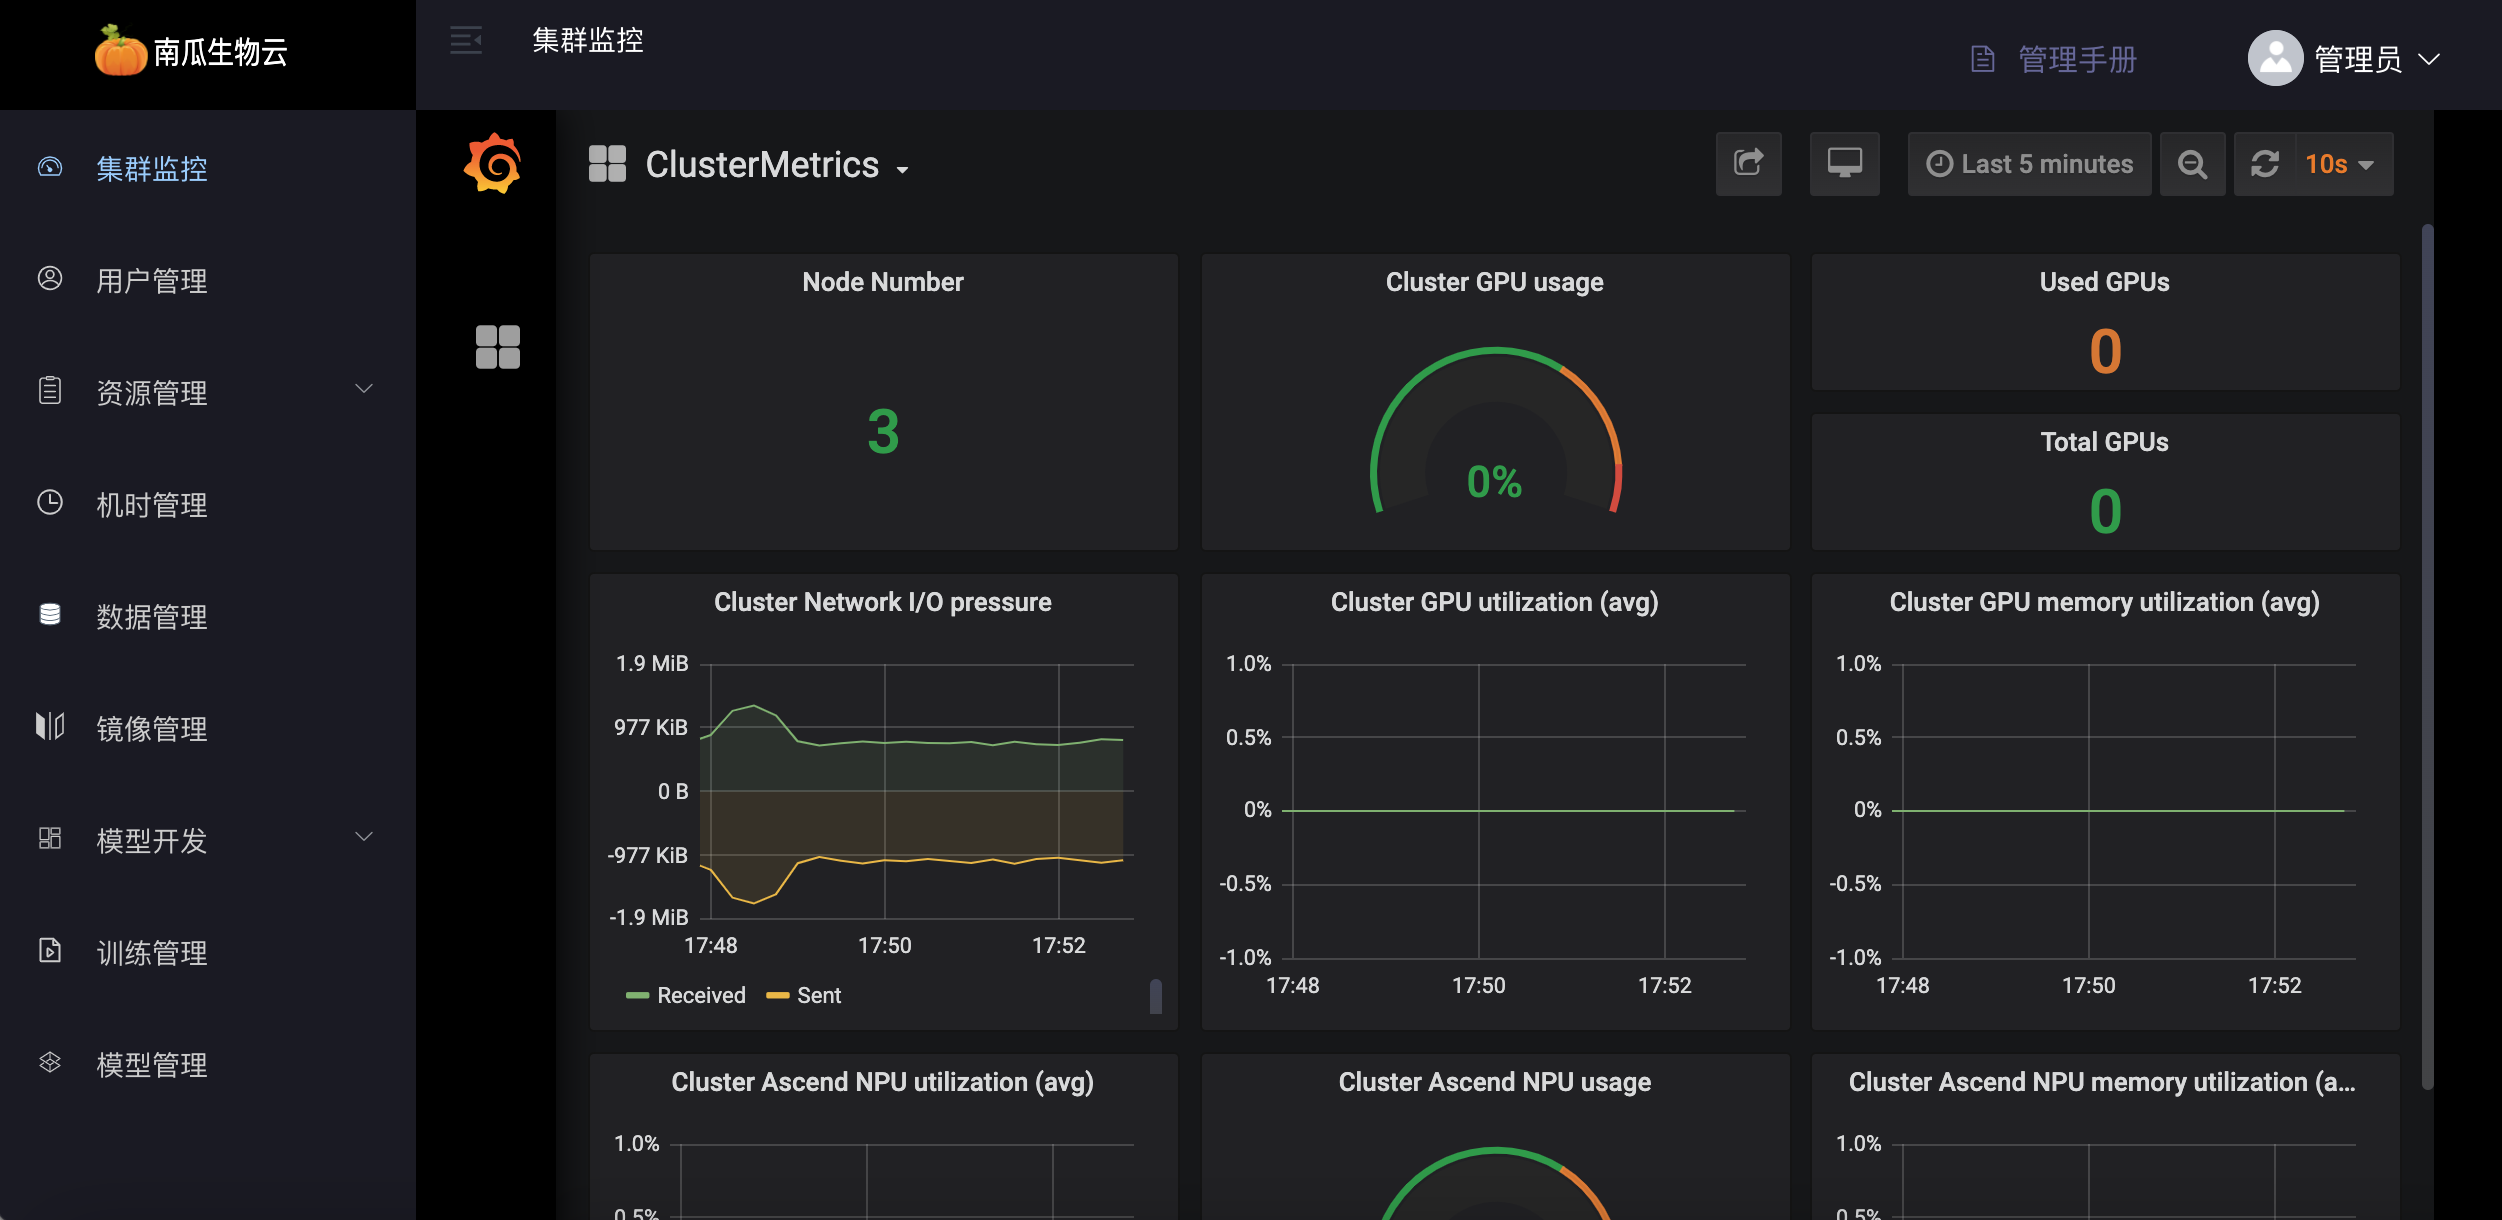 南瓜生物云
集群监控
管理手册
管理员
集群监控
用户管理
资源管理
机时管理
数据管理
镜像管理
模型开发
训练管理
模型管理
ClusterMetrics
Last 5 minutes
10s
Node Number
3
Cluster GPU usage
0%
Used GPUs
0
Total GPUs
0
Cluster Network I/O pressure
1.9 MiB
977 KiB
0 B
-977 KiB
-1.9 MiB
17:48 17:50 17:52
Received Sent
Cluster GPU utilization (avg)
1.0%
0.5%
0%
-0.5%
-1.0%
17:48 17:50 17:52
Cluster GPU memory utilization (avg)
1.0%
0.5%
0%
-0.5%
-1.0%
17:48 17:50 17:52
Cluster Ascend NPU utilization (avg)
1.0%
0.5%
Cluster Ascend NPU usage
Cluster Ascend NPU memory utilization (a...
1.0%
0.5%